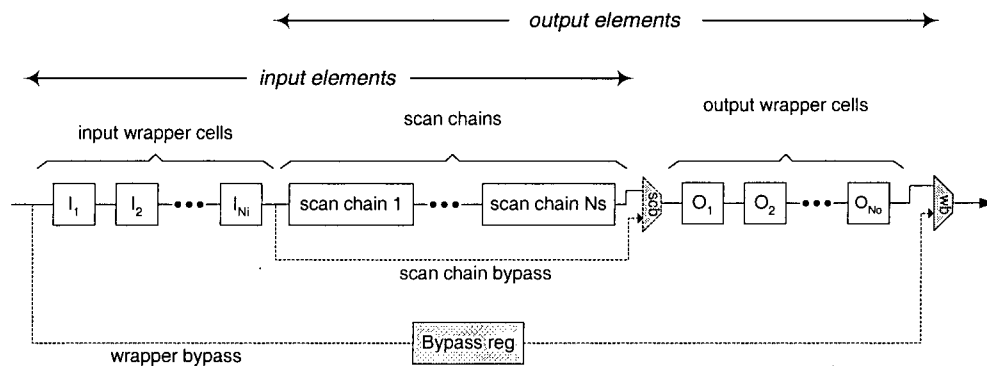 output elements
input elements
output wrapper cells
scan chains
input wrapper cells
I1 I2 INi scan chain 1 scan chain Ns scb O1 O2 ONo wb
scan chain bypass
Bypass reg
wrapper bypass